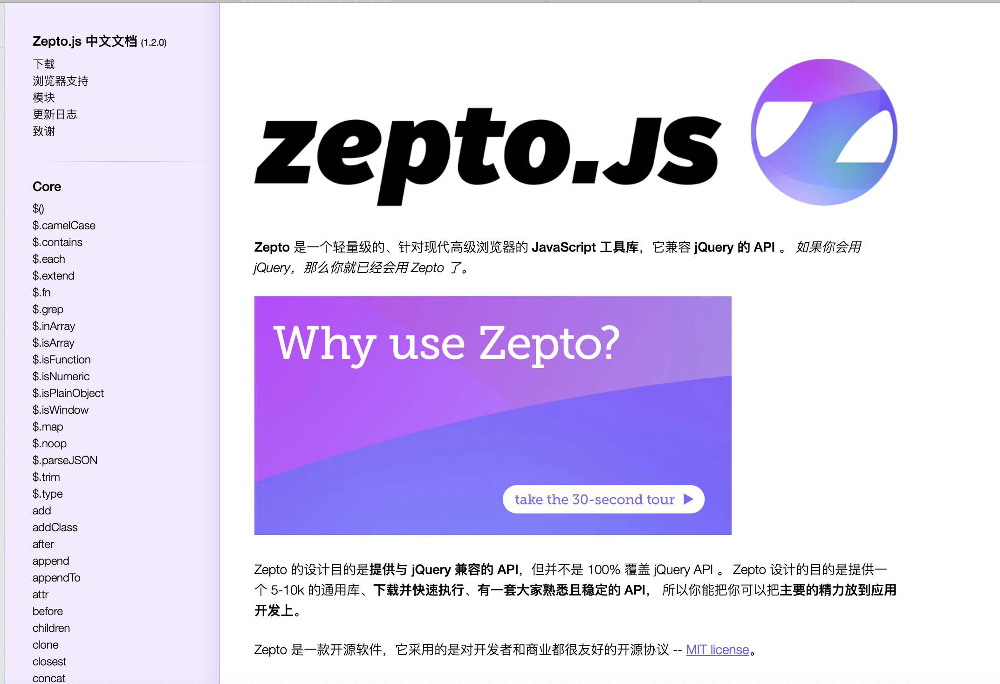 Zepto.js 中文文档 (1.2.0)
下载
浏览器支持
模块
更新日志
致谢
Core
$()
$.camelCase
$.contains
$.each
$.extend
$.fn
$.grep
$.inArray
$.isArray
$.isFunction
$.isNumeric
$.isPlainObject
$.isWindow
$.map
$.noop
$.parseJSON
$.trim
$.type
add
addClass
after
append
appendTo
attr
before
children
clone
closest
concat
zepto.JS
Zepto 是一个轻量级的、针对现代高级浏览器的 JavaScript 工具库，它兼容 jQuery 的 API 。 如果你会用
jQuery，那么你就已经会用 Zepto 了。
Why use Zepto?
take the 30-second tour
Zepto 的设计目的是提供与 jQuery 兼容的 API，但并不是 100% 覆盖 jQuery API 。 Zepto 设计的目的是提供一
个 5-10k 的通用库、下载并快速执行、有一套大家熟悉且稳定的 API， 所以你能把你可以把主要的精力放到应用
开发上。
Zepto 是一款开源软件，它采用的是对开发者和商业都很友好的开源协议 -- MIT license。